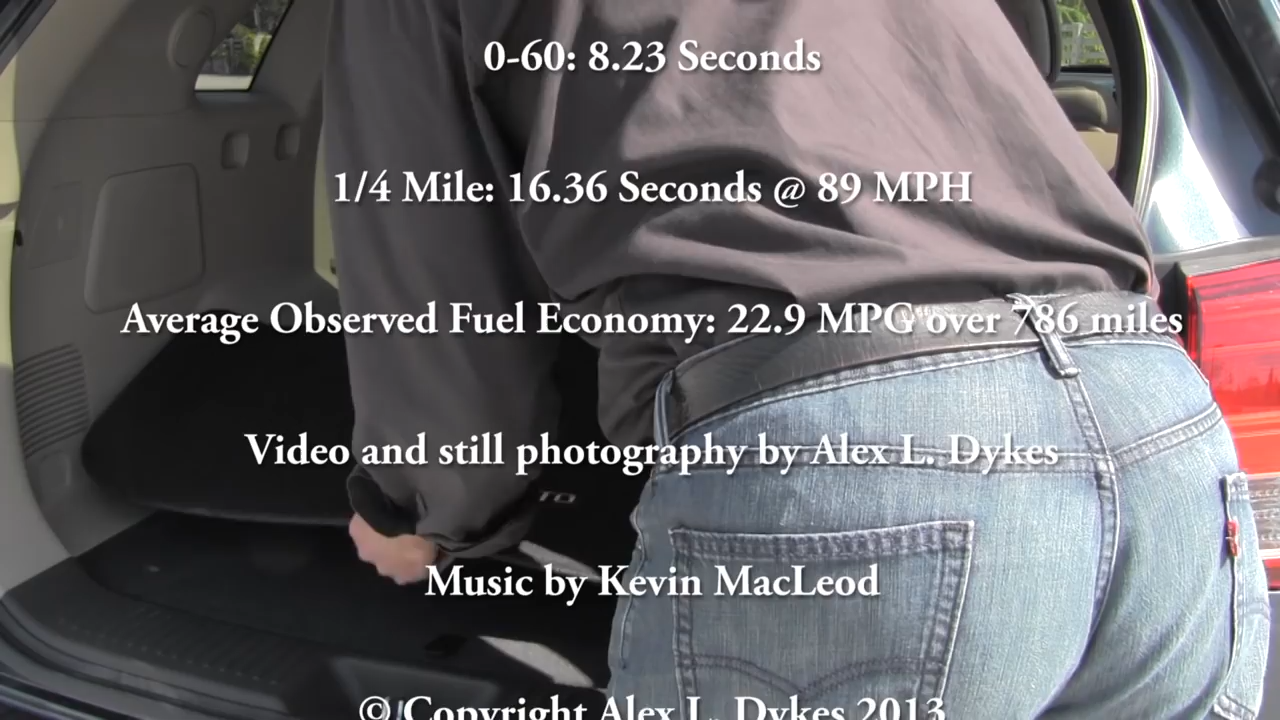 0-60: 8.23 Seconds
1/4 Mile: 16.36 Seconds @ 89 MPH
Average Observed Fuel Economy: 22.9 MPG over 786 miles
Video and still photography by Alex L. Dykes
TO
Music by Kevin MacLeod
© Copyright Alex L. Dykes 2013